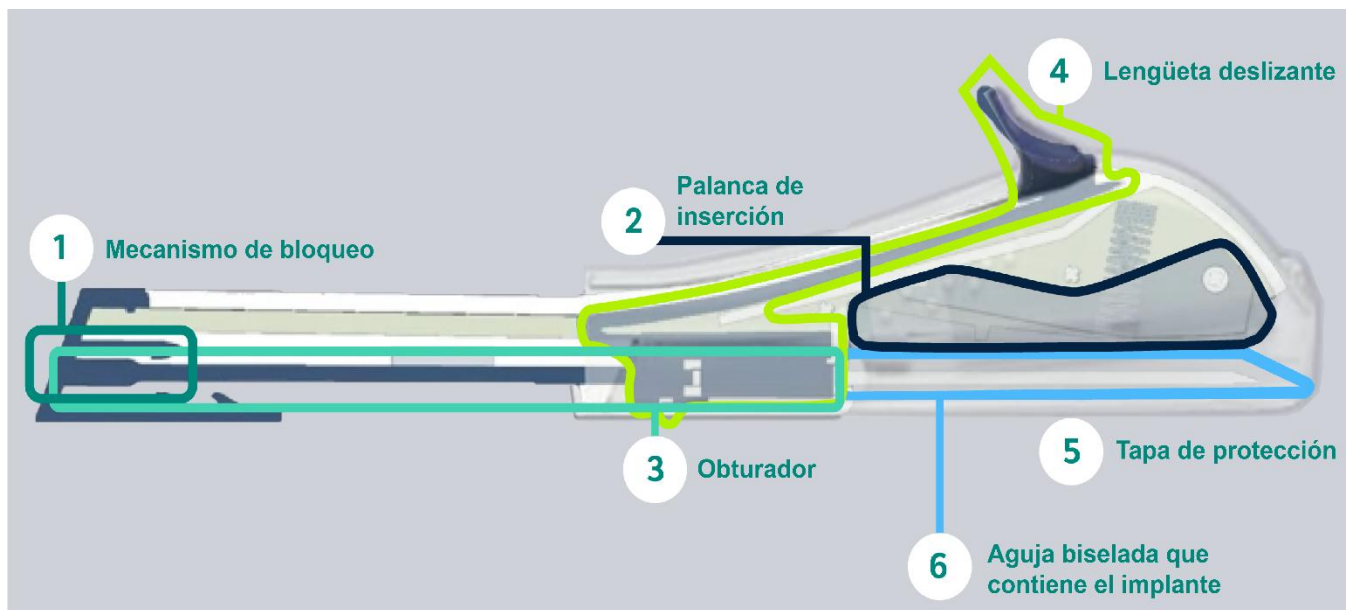 4
Lengüeta deslizante
2
Palanca de
inserción
1
Mecanismo de bloqueo
3
Obturador
5
Tapa de protección
6
Aguja biselada que
contiene el implante